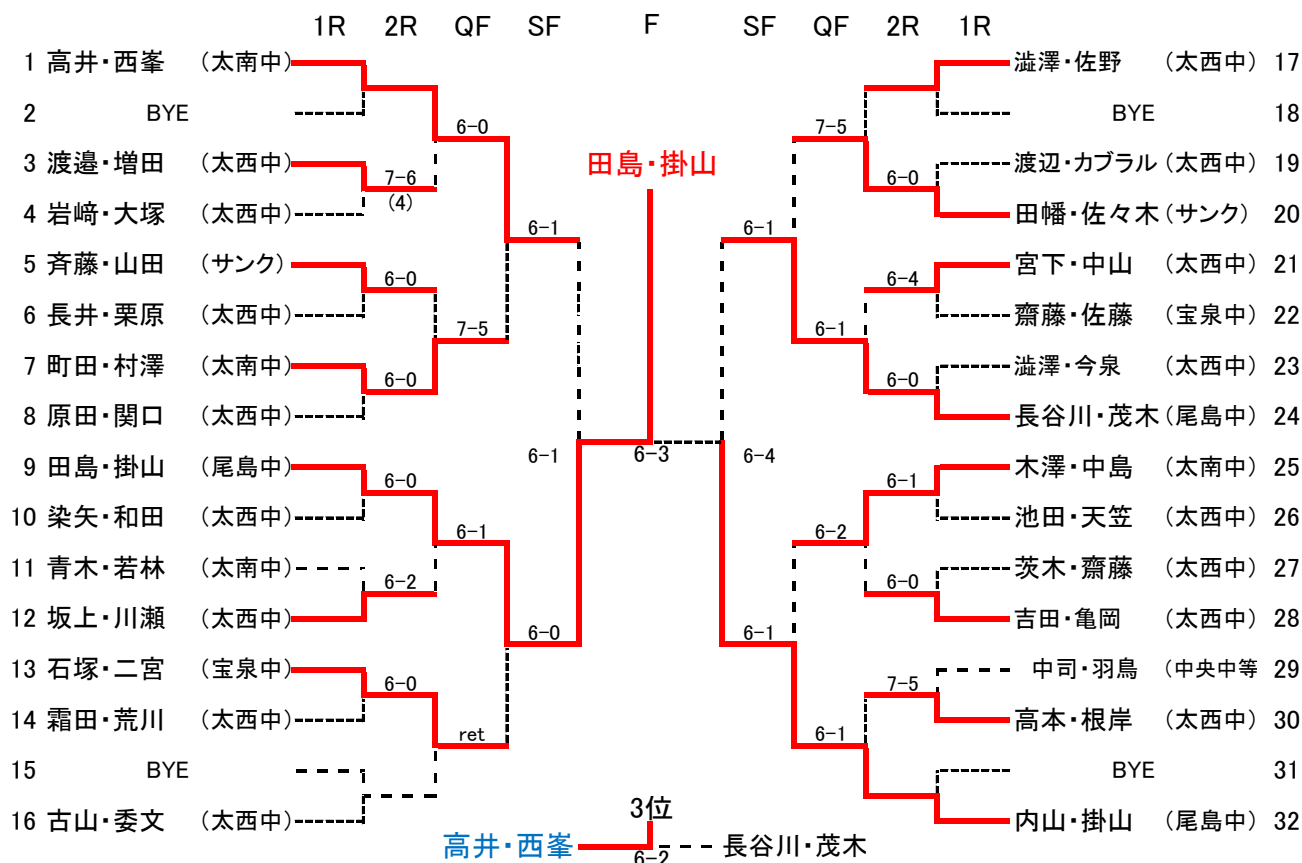 1R 2R QF SF F SF QF 2R 1R
1 高井・西峯 (太南中) 澁澤・佐野 (太西中) 17
2 BYE BYE 18
6-0 7-5
3 渡邉・増田 (太西中) 7-6 (4) 田島・掛山 6-0 渡辺・カブラル (太西中) 19
4 岩﨑・大塚 (太西中) 田幡・佐々木 (サンク) 20
6-1 6-1
5 斉藤・山田 (サンク) 6-0 6-4 宮下・中山 (太西中) 21
6 長井・栗原 (太西中) 齋藤・佐藤 (宝泉中) 22
7-5 6-1
7 町田・村澤 (太南中) 6-0 6-0 澁澤・今泉 (太西中) 23
8 原田・関口 (太西中) 長谷川・茂木 (尾島中) 24
6-1 6-3 6-4
9 田島・掛山 (尾島中) 6-0 6-1 木澤・中島 (太南中) 25
10 染矢・和田 (太西中) 池田・天笠 (太西中) 26
6-1 6-2
11 青木・若林 (太南中) 6-2 6-0 茨木・齋藤 (太西中) 27
12 坂上・川瀬 (太西中) 吉田・亀岡 (太西中) 28
6-0 6-1
13 石塚・二宮 (宝泉中) 6-0 7-5 中司・羽鳥 (中央中等 29
14 霜田・荒川 (太西中) 高本・根岸 (太西中) 30
ret 6-1
15 BYE BYE 31
16 古山・委文 (太西中) 内山・掛山 (尾島中) 32
3位
高井・西峯 6-2 長谷川・茂木